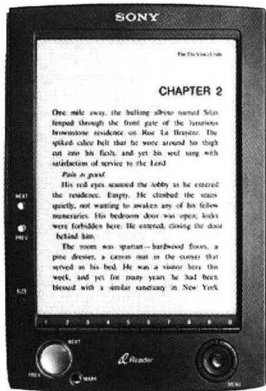 SONY
The Da Vinci Code
CHAPTER 2
One mile away, the hulking albino named Silas
limped through the front gate of the luxurious
brownstone residence on Rue La Bruyère. The
spiked cilice belt that he wore around his thigh
cut into his flesh, and yet his soul sang with
satisfaction of service to the Lord.
Pain is good.
His red eyes scanned the lobby as he entered
the residence. Empty. He climbed the stairs
quietly, not wanting to awaken any of his fellow
numeraries. His bedroom door was open; locks
were forbidden here. He entered, closing the door
behind him.
The room was spartan—hardwood floors, a
pine dresser, a canvas mat in the corner that
served as his bed. He was a visitor here this
week, and yet for many years he had been
blessed with a similar sanctuary in New York
NEXT
PREV
SIZE
1 2 3 4 5 6 7 8 9 0
NEXT
PREV
MARK
Reader
MENU